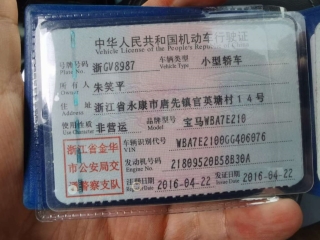 中华人民共和国机动车行驶证
Vehicle License of the People's Republic of China
号牌号码 浙GV8987 车辆类型 小型轿车
Plate No. Vehicle Type
所有人 朱笑平
Owner
住址 浙江省永康市唐先镇官英塘村14号
Address
使用性质 非营运 品牌型号 宝马WBA7E210
Use Character Model
浙江省金华市公安局交通警察支队
车辆识别代号 WBA7E2100GG406076
VIN
发动机号码 21809520B58B30A
Engine No.
注册日期 2016-04-22 发证日期 2016-04-22
Register Date Issue Date